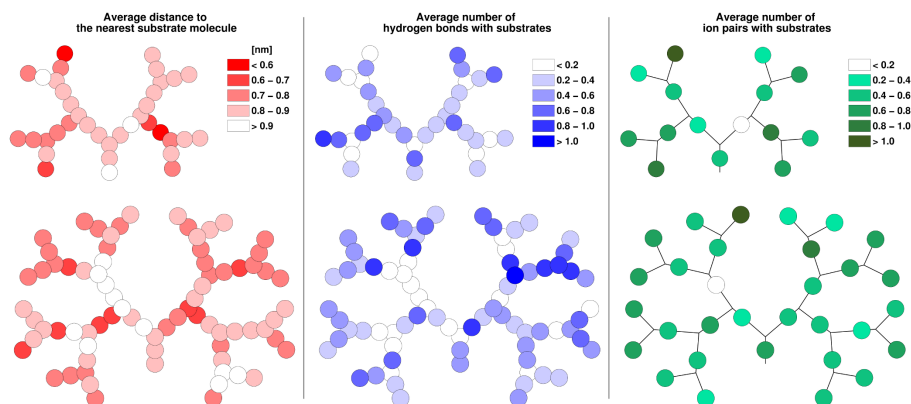 Average distance to
the nearest substrate molecule
[nm]
< 0.6
0.6 – 0.7
0.7 – 0.8
0.8 – 0.9
> 0.9
Average number of
hydrogen bonds with substrates
< 0.2
0.2 – 0.4
0.4 – 0.6
0.6 – 0.8
0.8 – 1.0
> 1.0
Average number of
ion pairs with substrates
< 0.2
0.2 – 0.4
0.4 – 0.6
0.6 – 0.8
0.8 – 1.0
> 1.0